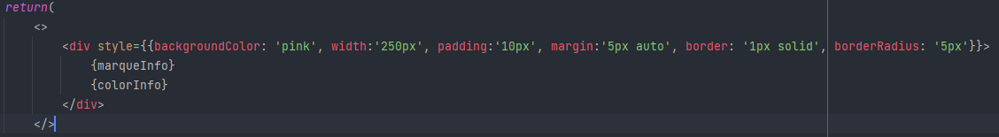 return(
<>
<div style={{backgroundColor: 'pink', width:'250px', padding:'10px', margin:'5px auto', border: '1px solid', borderRadius: '5px'}}>
{marqueInfo}
{colorInfo}
</div>
</>